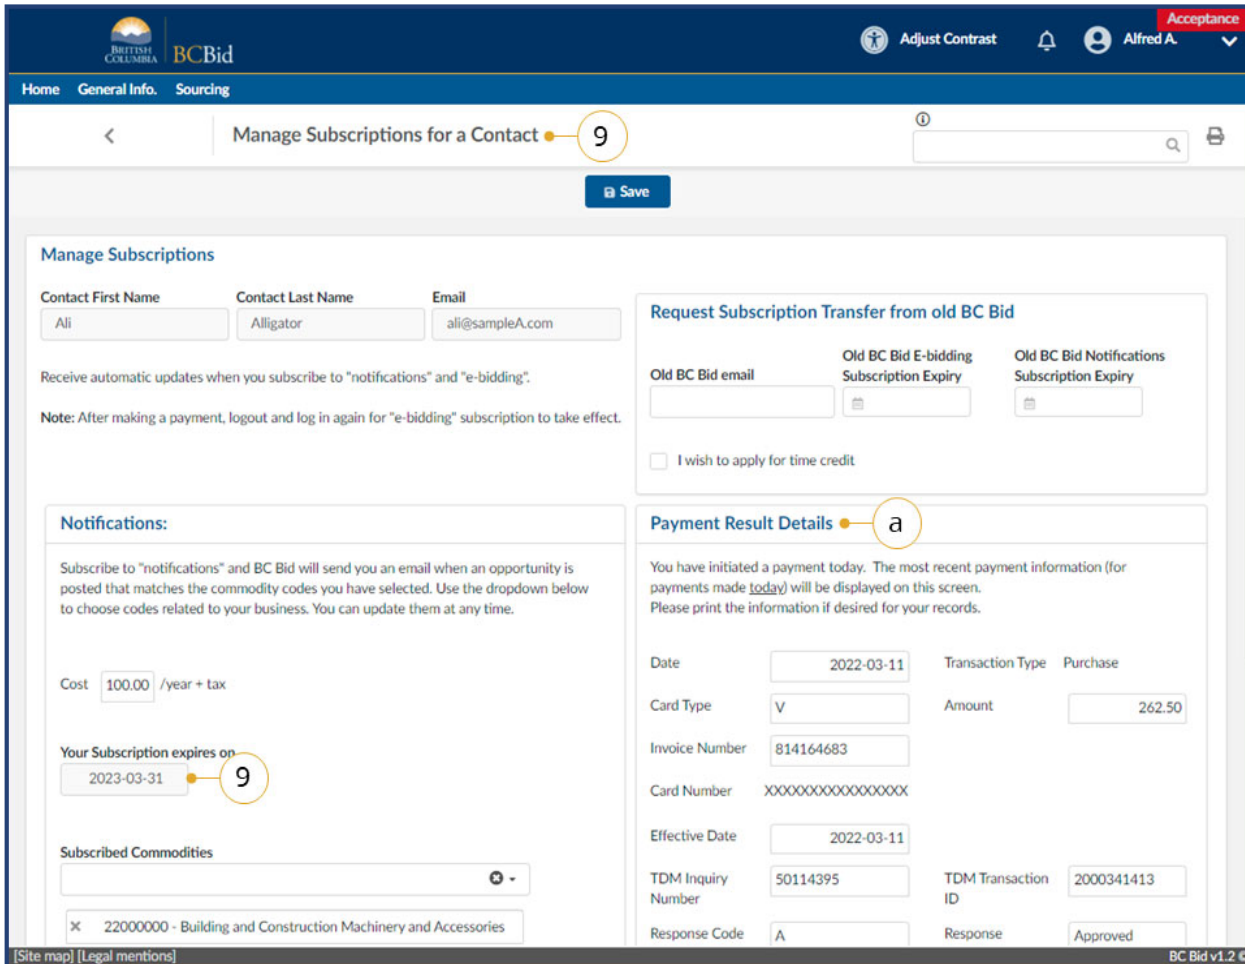 Acceptance
BRITISH
COLUMBIA
BCBid
Adjust Contrast
Alfred A.
Home General Info. Sourcing
Manage Subscriptions for a Contact
9
Save
Manage Subscriptions
Contact First Name Contact Last Name Email
Ali Alligator ali@sampleA.com
Receive automatic updates when you subscribe to "notifications" and "e-bidding".
Note: After making a payment, logout and log in again for "e-bidding" subscription to take effect.
Request Subscription Transfer from old BC Bid
Old BC Bid email
Old BC Bid E-bidding
Subscription Expiry
Old BC Bid Notifications
Subscription Expiry
I wish to apply for time credit
Notifications:
Subscribe to "notifications" and BC Bid will send you an email when an opportunity is
posted that matches the commodity codes you have selected. Use the dropdown below
to choose codes related to your business. You can update them at any time.
Cost 100.00 /year + tax
Your Subscription expires on
2023-03-31
9
Subscribed Commodities
22000000 - Building and Construction Machinery and Accessories
Payment Result Details
a
You have initiated a payment today. The most recent payment information (for
payments made today) will be displayed on this screen.
Please print the information if desired for your records.
Date 2022-03-11 Transaction Type Purchase
Card Type V Amount 262.50
Invoice Number 814164683
Card Number XXXXXXXXXXXXXXXX
Effective Date 2022-03-11
TDM Inquiry
Number
50114395
TDM Transaction
ID
2000341413
Response Code A Response Approved
[Site map] [Legal mentions]
BC Bid v1.2 ©